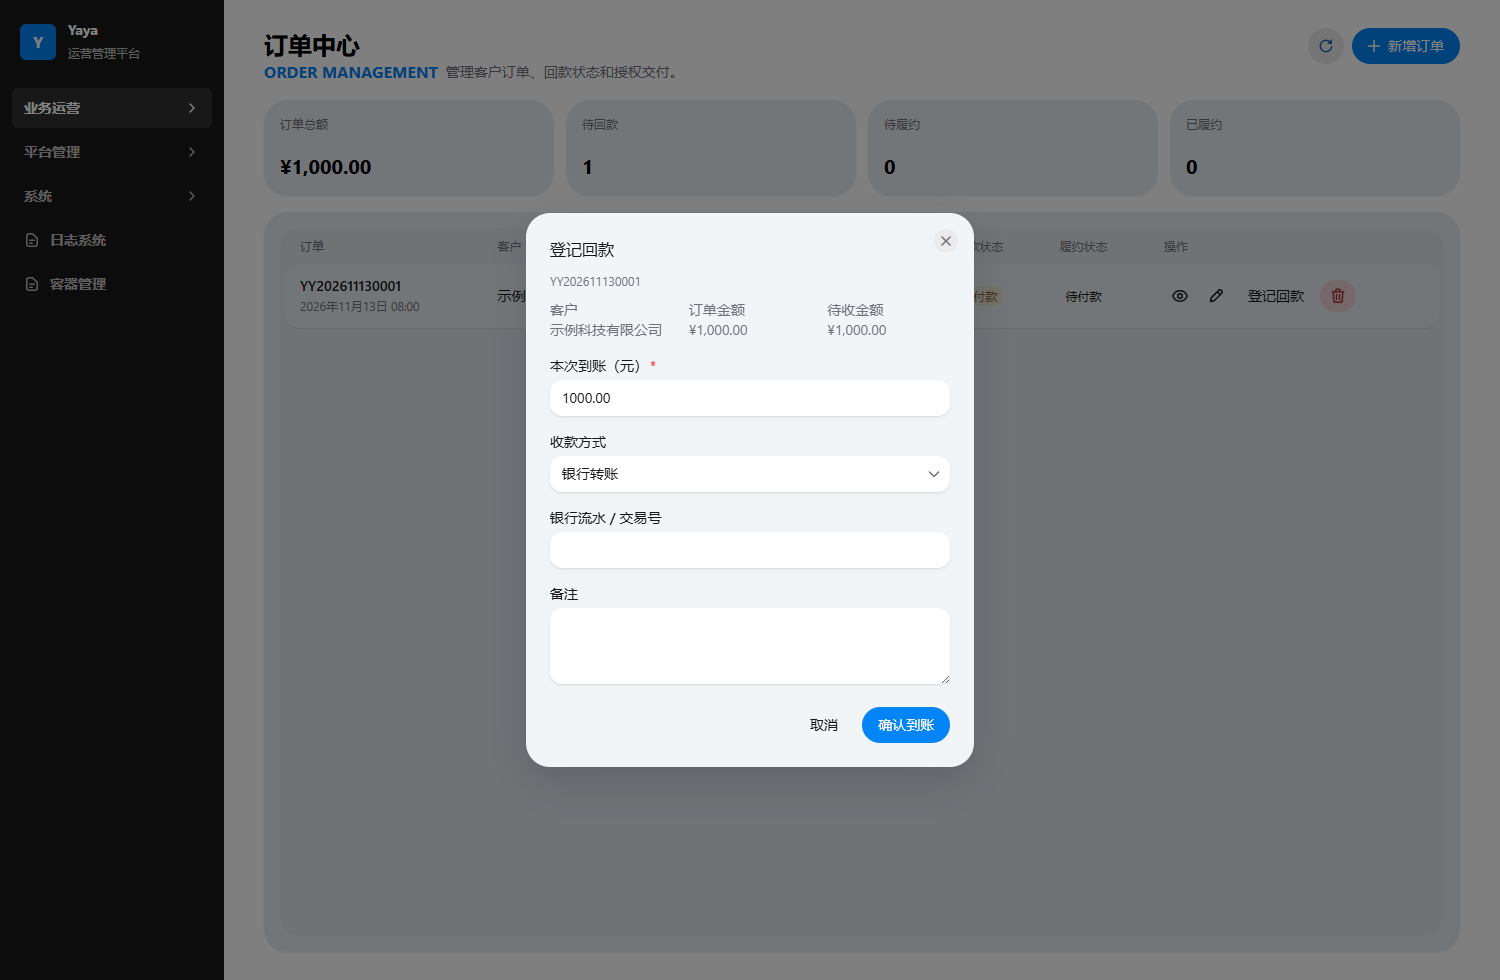 Y
Yaya
运营管理平台
业务运营
平台管理
系统
日志系统
容器管理
订单中心
ORDER MANAGEMENT 管理客户订单、回款状态和授权交付。
新增订单
订单总额
¥1,000.00
待回款
1
待履约
0
已履约
0
订单 客户 状态 履约状态 操作
YY202611130001
2026年11月13日 08:00
示例
付款
待付款
登记回款
登记回款
YY202611130001
客户 订单金额 待收金额
示例科技有限公司 ¥1,000.00 ¥1,000.00
本次到账（元） *
1000.00
收款方式
银行转账
银行流水 / 交易号
备注
取消 确认到账